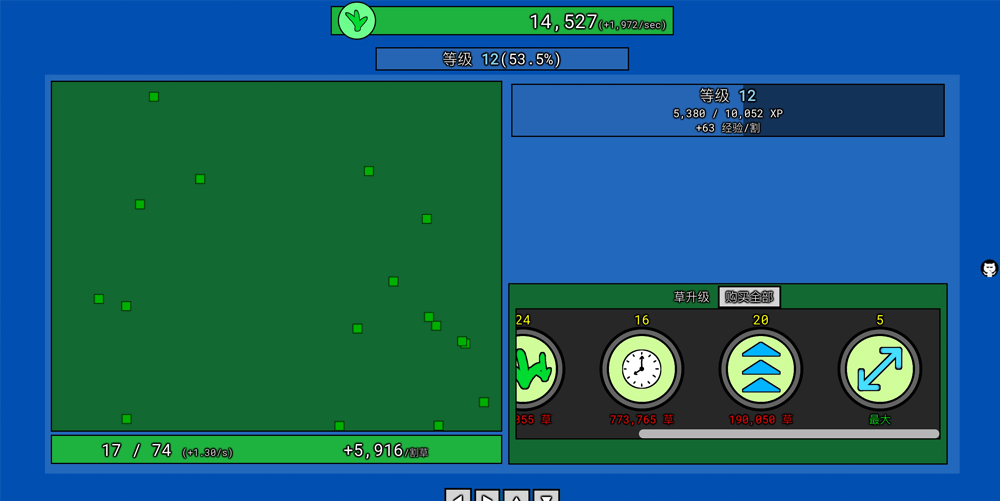 14,527(+1,972/sec)
等级 12(53.5%)
等级 12
5,380 / 10,052 XP
+63 经验/割
草升级 购买全部
24 16 20 5
355 草 773,765 草 190,050 草 最大
17 / 74 (+1.30/s) +5,916/割草